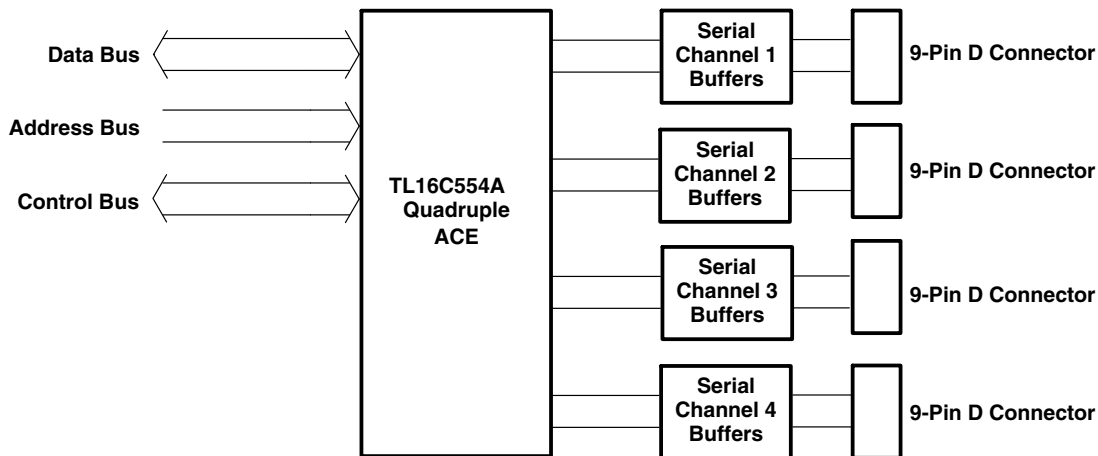 Data Bus
Address Bus
Control Bus
TL16C554A
Quadruple
ACE
Serial
Channel 1
Buffers
9-Pin D Connector
Serial
Channel 2
Buffers
9-Pin D Connector
Serial
Channel 3
Buffers
9-Pin D Connector
Serial
Channel 4
Buffers
9-Pin D Connector